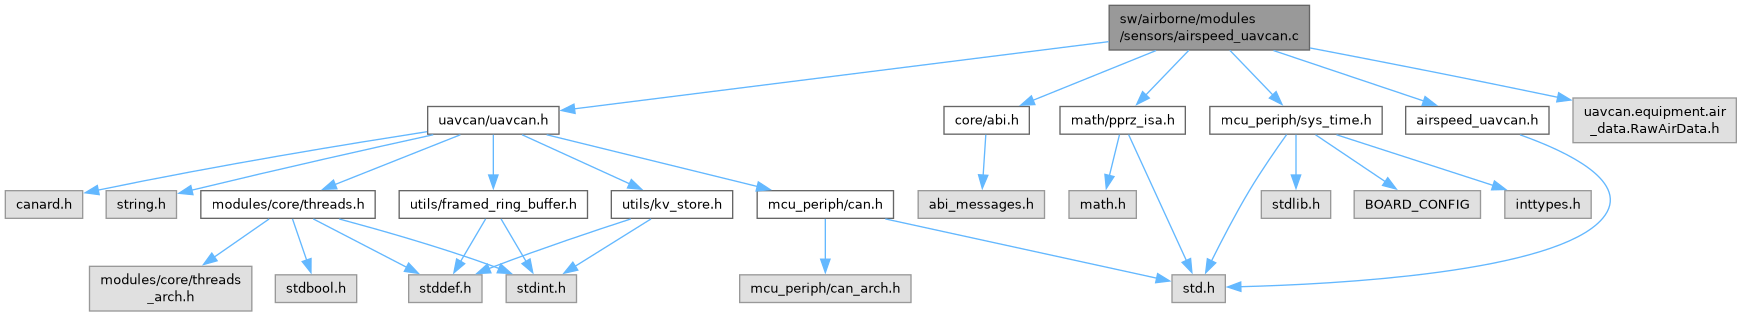 sw/airborne/modules
/sensors/airspeed_uavcan.c
uavcan/uavcan.h
core/abi.h
math/pprz_isa.h
mcu_periph/sys_time.h
airspeed_uavcan.h
uavcan.equipment.air
_data.RawAirData.h
canard.h
string.h
modules/core/threads.h
utils/framed_ring_buffer.h
utils/kv_store.h
mcu_periph/can.h
abi_messages.h
math.h
stdlib.h
BOARD_CONFIG
inttypes.h
modules/core/threads
_arch.h
stdbool.h
stddef.h
stdint.h
mcu_periph/can_arch.h
std.h